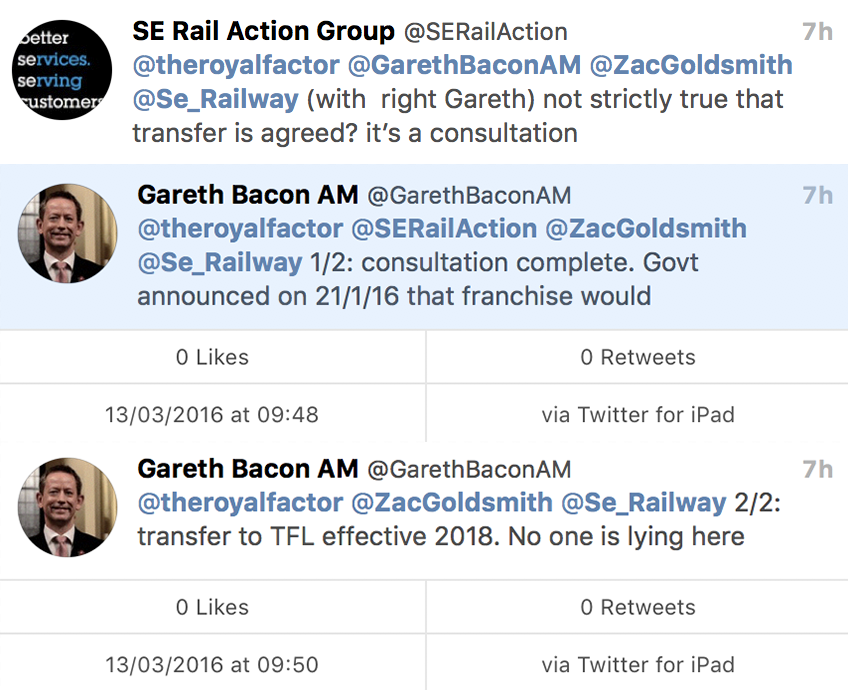 better
services.
serving
customers
SE Rail Action Group @SERailAction 7h
@theroyalfactor @GarethBaconAM @ZacGoldsmith
@Se_Railway (with  right Gareth) not strictly true that
transfer is agreed? it’s a consultation
Gareth Bacon AM @GarethBaconAM 7h
@theroyalfactor @SERailAction @ZacGoldsmith
@Se_Railway 1/2: consultation complete. Govt
announced on 21/1/16 that franchise would
0 Likes 0 Retweets
13/03/2016 at 09:48 via Twitter for iPad
Gareth Bacon AM @GarethBaconAM 7h
@theroyalfactor @ZacGoldsmith @Se_Railway 2/2:
transfer to TFL effective 2018. No one is lying here
0 Likes 0 Retweets
13/03/2016 at 09:50 via Twitter for iPad